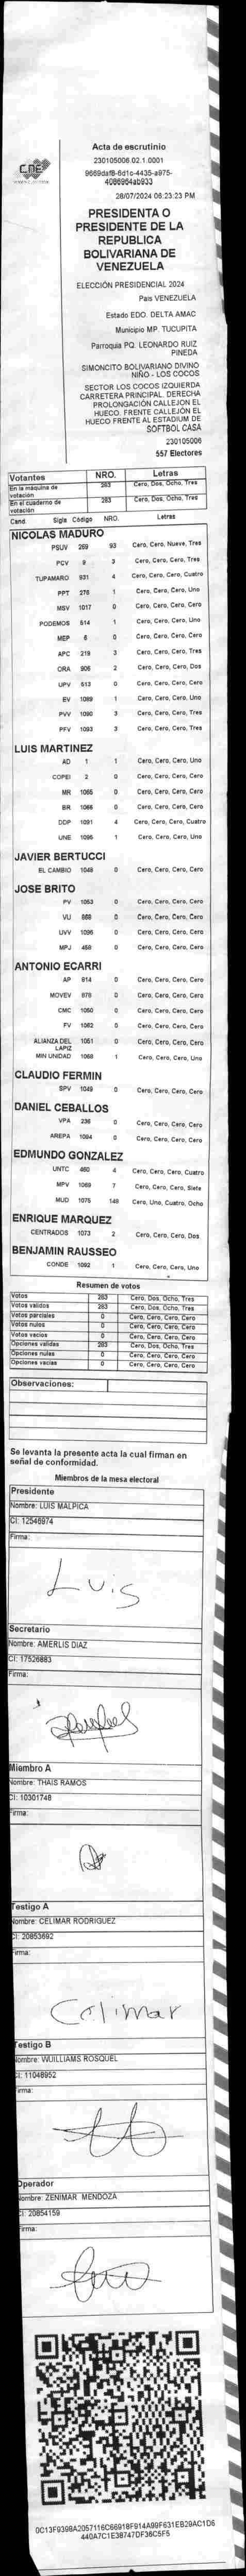 CNE
Acta de escrutinio
230105006.02.1.0001
9669daf8-6d1c-4435-a975-
4086954ab933
28/07/2024 06:23:23 PM
PRESIDENTA O
PRESIDENTE DE LA
REPUBLICA
BOLIVARIANA DE
VENEZUELA
ELECCIÓN PRESIDENCIAL 2024
Pais VENEZUELA
Estado EDO. DELTA AMAC
Municipio MP. TUCUPITA
Parroquia PQ. LEONARDO RUIZ
PINEDA
SIMONCITO BOLIVARIANO DIVINO
NIÑO - LOS COCOS
SECTOR LOS COCOS IZQUIERDA
CARRETERA PRINCIPAL. DERECHA
PROLONGACIÓN CALLEJON EL
HUECO. FRENTE CALLEJÓN EL
HUECO FRENTE AL ESTADIUM DE
SOFTBOL CASA
230105006
557 Electores
Votantes NRO. Letras
En la máquina de votación 283 Cero, Dos, Ocho, Tres
En el cuaderno de votación 283 Cero, Dos, Ocho, Tres
Cand. Sigla Código NRO. Letras
NICOLAS MADURO
PSUV 269 93 Cero, Cero, Nueve, Tres
PCV 9 3 Cero, Cero, Cero, Tres
TUPAMARO 931 4 Cero, Cero, Cero, Cuatro
PPT 276 1 Cero, Cero, Cero, Uno
MSV 1017 0 Cero, Cero, Cero, Cero
PODEMOS 514 1 Cero, Cero, Cero, Uno
MEP 6 0 Cero, Cero, Cero, Cero
APC 219 3 Cero, Cero, Cero, Tres
ORA 906 2 Cero, Cero, Cero, Dos
UPV 513 0 Cero, Cero, Cero, Cero
EV 1089 1 Cero, Cero, Cero, Uno
PVV 1090 3 Cero, Cero, Cero, Tres
PFV 1093 3 Cero, Cero, Cero, Tres
LUIS MARTINEZ
AD 1 1 Cero, Cero, Cero, Uno
COPEI 2 0 Cero, Cero, Cero, Cero
MR 1065 0 Cero, Cero, Cero, Cero
BR 1066 0 Cero, Cero, Cero, Cero
DDP 1091 4 Cero, Cero, Cero, Cuatro
UNE 1095 1 Cero, Cero, Cero, Uno
JAVIER BERTUCCI
EL CAMBIO 1048 0 Cero, Cero, Cero, Cero
JOSE BRITO
PV 1053 0 Cero, Cero, Cero, Cero
VU 868 0 Cero, Cero, Cero, Cero
UVV 1096 0 Cero, Cero, Cero, Cero
MPJ 458 0 Cero, Cero, Cero, Cero
ANTONIO ECARRI
AP 814 0 Cero, Cero, Cero, Cero
MOVEV 876 0 Cero, Cero, Cero, Cero
CMC 1050 0 Cero, Cero, Cero, Cero
FV 1062 0 Cero, Cero, Cero, Cero
ALIANZA DEL LAPIZ 1051 0 Cero, Cero, Cero, Cero
MIN UNIDAD 1068 1 Cero, Cero, Cero, Uno
CLAUDIO FERMIN
SPV 1049 0 Cero, Cero, Cero, Cero
DANIEL CEBALLOS
VPA 236 0 Cero, Cero, Cero, Cero
AREPA 1094 0 Cero, Cero, Cero, Cero
EDMUNDO GONZALEZ
UNTC 460 4 Cero, Cero, Cero, Cuatro
MPV 1069 7 Cero, Cero, Cero, Siete
MUD 1075 148 Cero, Uno, Cuatro, Ocho
ENRIQUE MARQUEZ
CENTRADOS 1073 2 Cero, Cero, Cero, Dos
BENJAMIN RAUSSEO
CONDE 1092 1 Cero, Cero, Cero, Uno
Resumen de votos
Votos 283 Cero, Dos, Ocho, Tres
Votos validos 283 Cero, Dos, Ocho, Tres
Votos parciales 0 Cero, Cero, Cero, Cero
Votos nulos 0 Cero, Cero, Cero, Cero
Votos vacios 0 Cero, Cero, Cero, Cero
Opciones validas 283 Cero, Dos, Ocho, Tres
Opciones nulas 0 Cero, Cero, Cero, Cero
Opciones vacias 0 Cero, Cero, Cero, Cero
Observaciones:
Se levanta la presente acta la cual firman en
señal de conformidad.
Miembros de la mesa electoral
Presidente
Nombre: LUIS MALPICA
CI: 12546974
Firma:
Luis
Secretario
Nombre: AMERLIS DIAZ
CI: 17526883
Firma:
Miembro A
Nombre: THAIS RAMOS
CI: 10301748
Firma:
Testigo A
Nombre: CELIMAR RODRIGUEZ
CI: 20853692
Firma:
Celimar
Testigo B
Nombre: WUILLIAMS ROSQUEL
CI: 11048952
Firma:
Operador
Nombre: ZENIMAR MENDOZA
CI: 20854159
Firma:
0C13F9398A2057116C66918F914A99F631EB29AC1D6
440A7C1E38747DF36C5F5